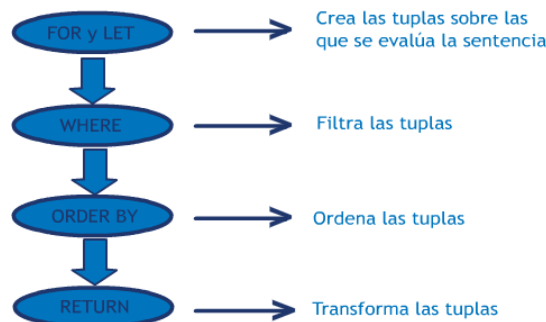 FOR y LET
Crea las tuplas sobre las
que se evalúa la sentencia
WHERE
Filtra las tuplas
ORDER BY
Ordena las tuplas
RETURN
Transforma las tuplas